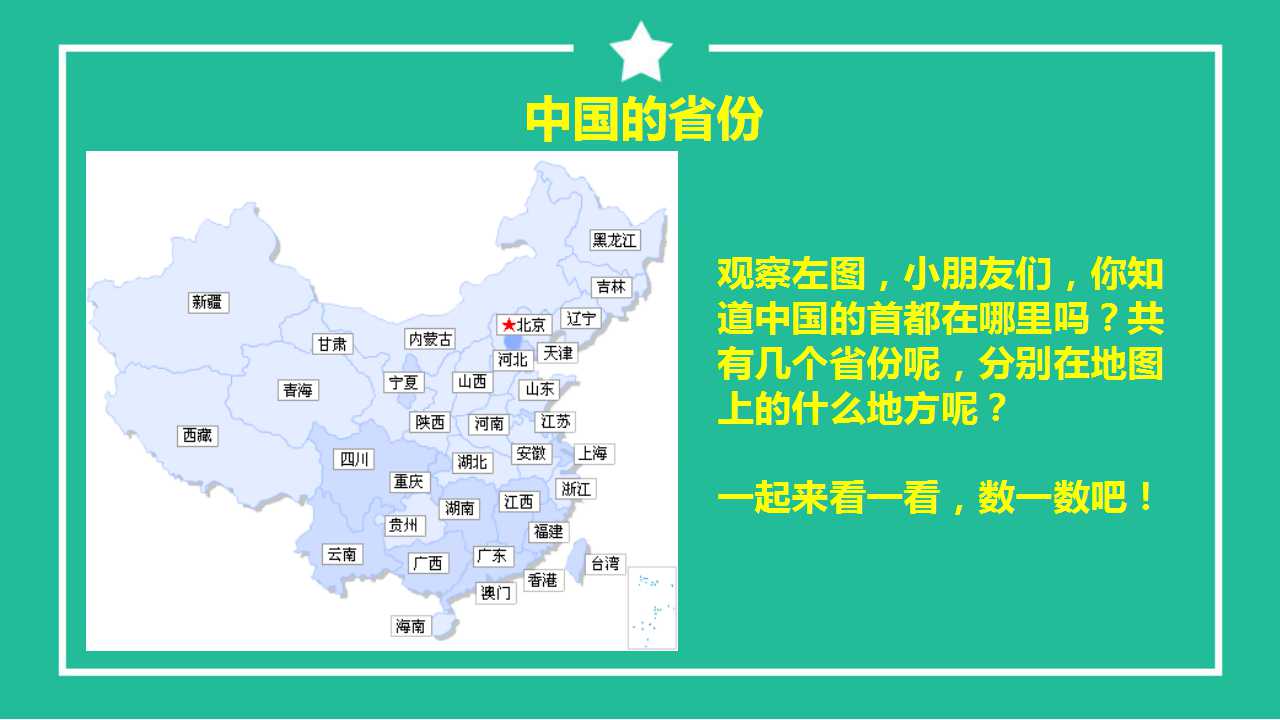 中国的省份
黑龙江
吉林
新疆
★北京
辽宁
甘肃
内蒙古
河北
天津
青海
宁夏
山西
山东
陕西
河南
江苏
西藏
四川
湖北
安徽
上海
重庆
浙江
湖南
江西
贵州
福建
云南
广西
广东
台湾
香港
澳门
海南
观察左图，小朋友们，你知
道中国的首都在哪里吗？共
有几个省份呢，分别在地图
上的什么地方呢？
一起来看一看，数一数吧！